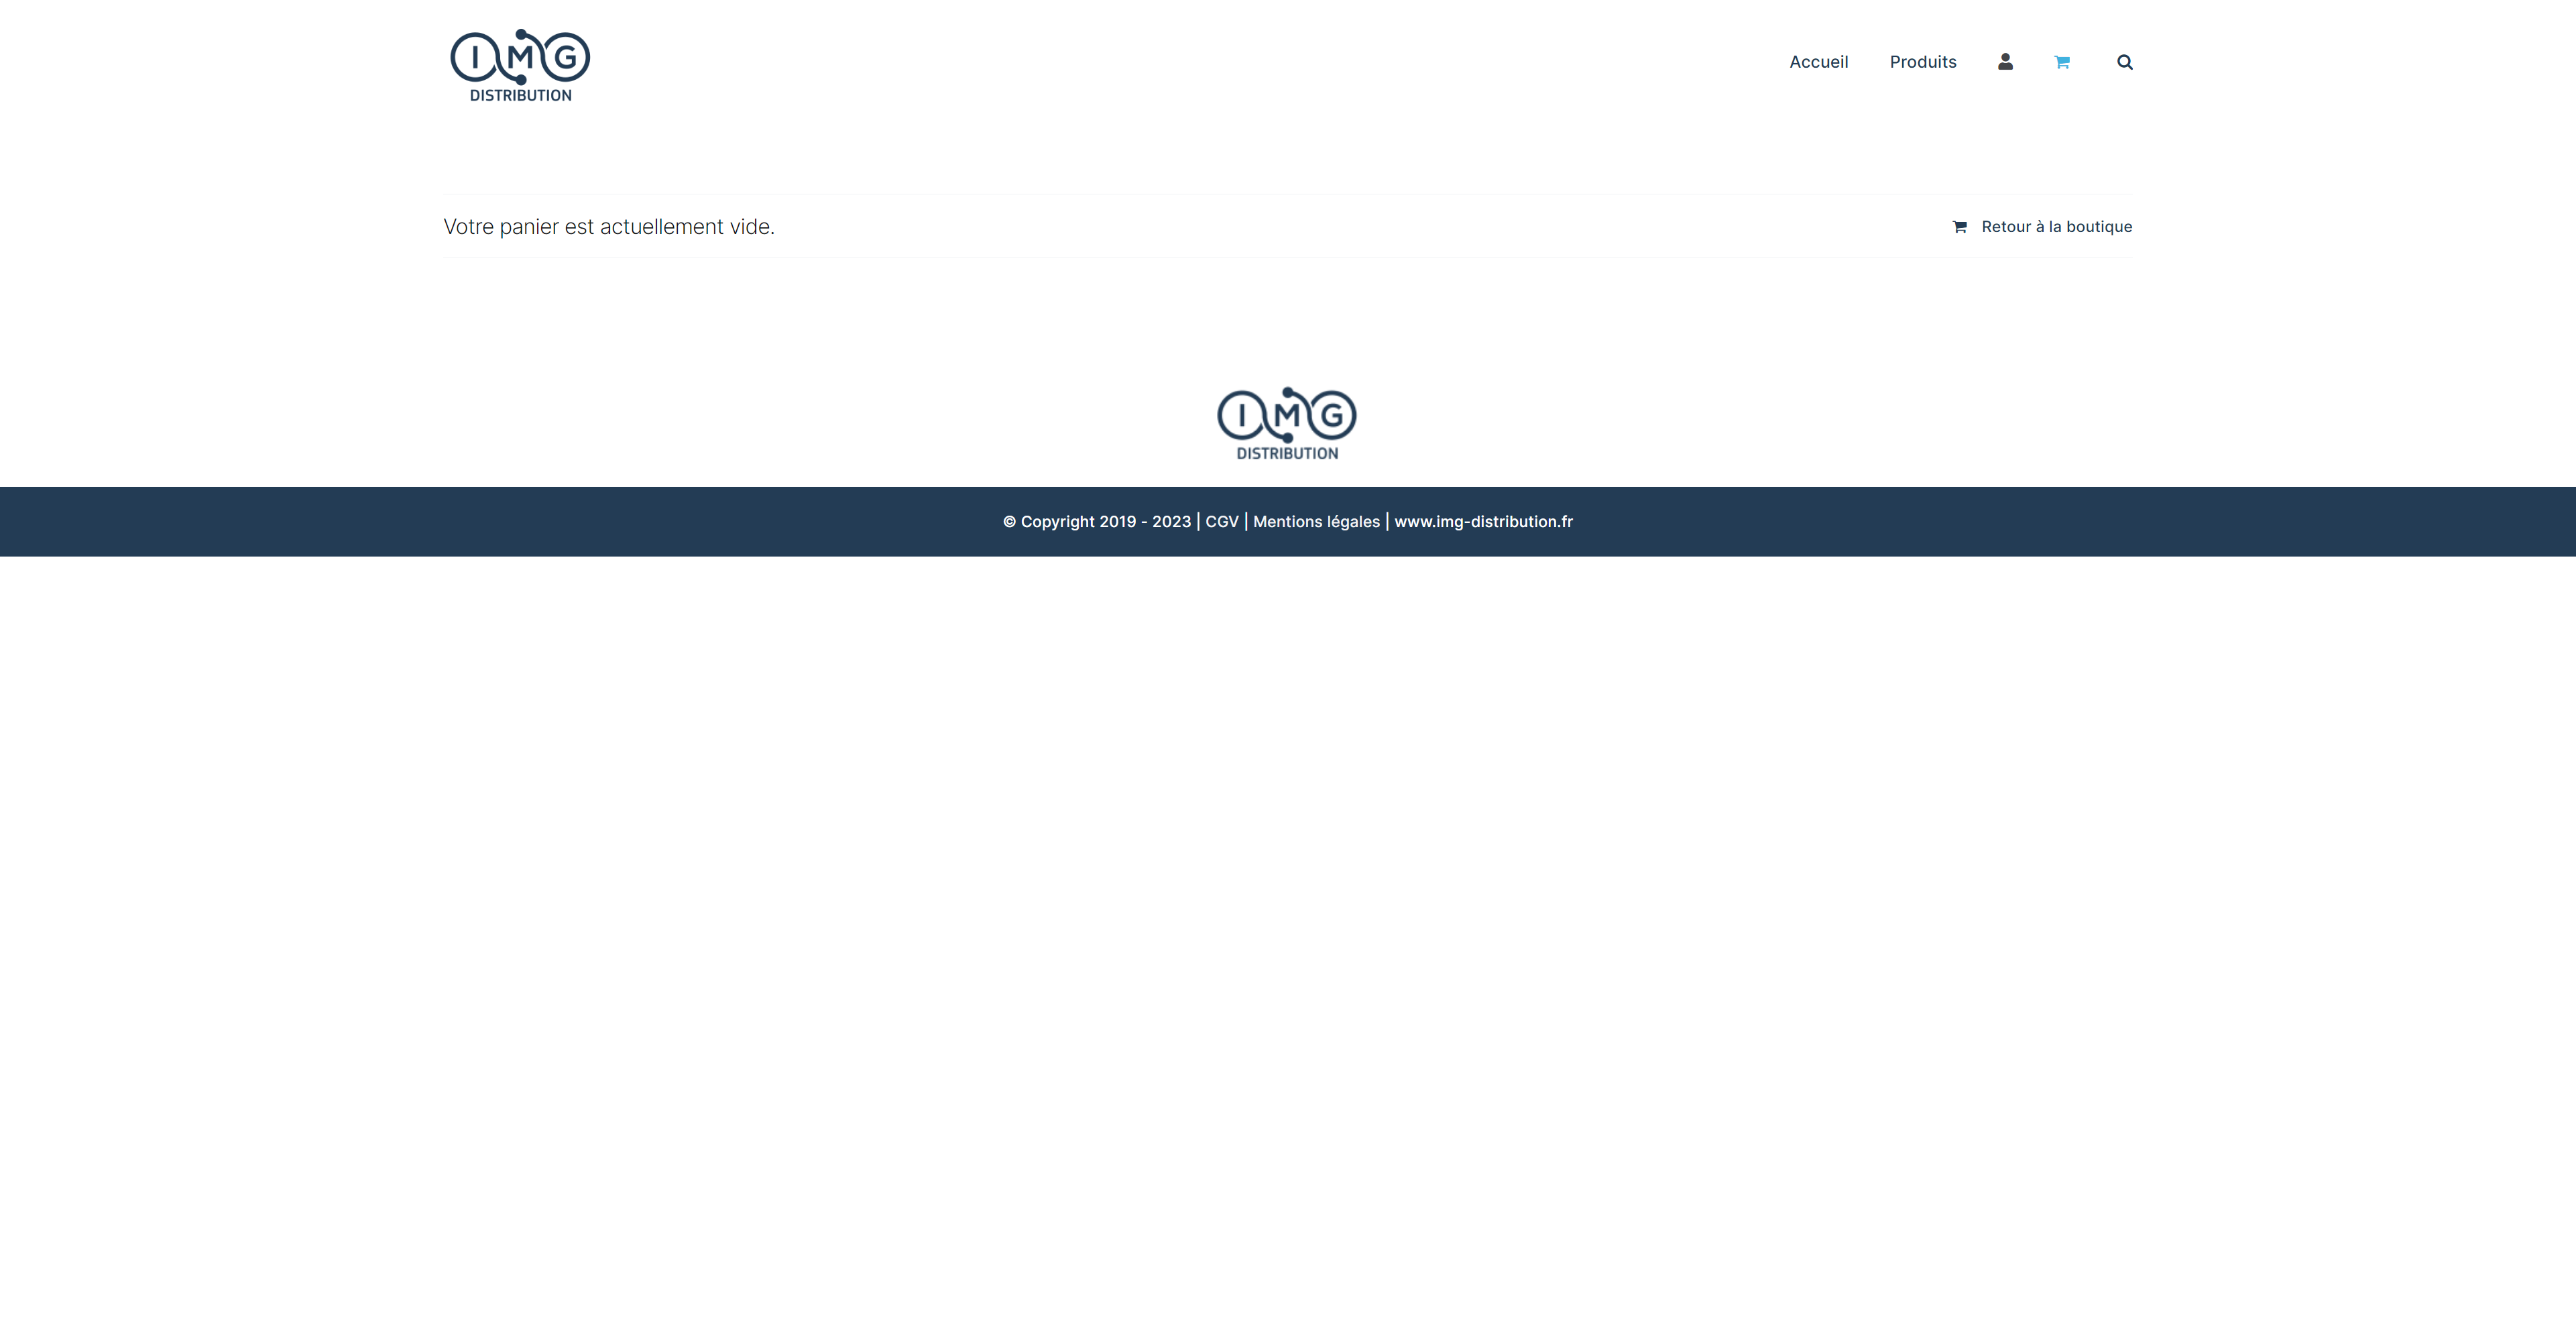 IMG
DISTRIBUTION
Accueil Produits
Votre panier est actuellement vide.
Retour à la boutique
IMG
DISTRIBUTION
© Copyright 2019 - 2023 | CGV | Mentions légales | www.img-distribution.fr